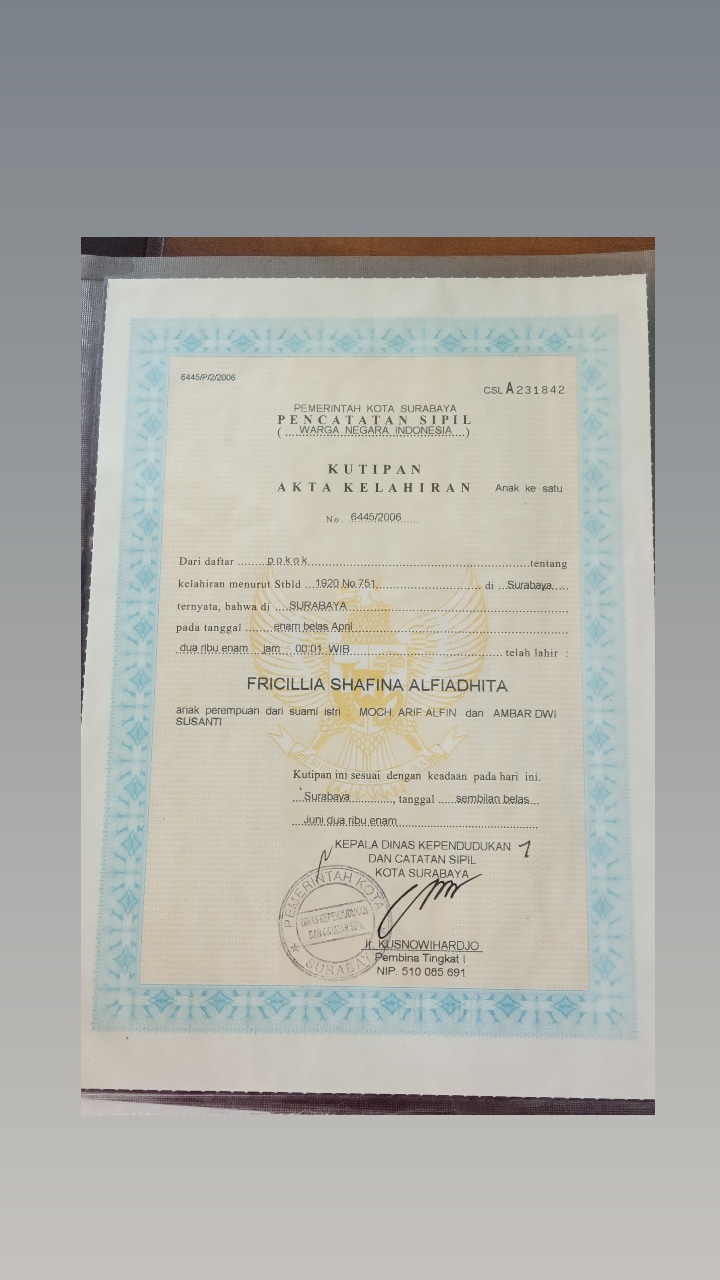 6445/P/2/2006
CSL A 231842
PEMERINTAH KOTA SURABAYA
PENCATATAN SIPIL
( WARGA NEGARA INDONESIA )
KUTIPAN
AKTA KELAHIRAN Anak ke satu
No. 6445/2006
Dari daftar pokok tentang
kelahiran menurut Stbld 1920 No.751 di Surabaya
ternyata, bahwa di SURABAYA
pada tanggal enam belas April
dua ribu enam jam : 00.01 WIB telah lahir :
FRICILLIA SHAFINA ALFIADHITA
anak perempuan dari suami istri MOCH. ARIF ALFIN dan AMBAR DWI
SUSANTI
Kutipan ini sesuai dengan keadaan pada hari ini.
Surabaya, tanggal sembilan belas
Juni dua ribu enam
KEPALA DINAS KEPENDUDUKAN
DAN CATATAN SIPIL
KOTA SURABAYA
PEMERINTAH KOTA
DINAS KEPENDUDUKAN
DAN CATATAN SIPIL
SURABAYA
Ir. KUSNOWIHARDJO
Pembina Tingkat I
NIP. 510 085 691